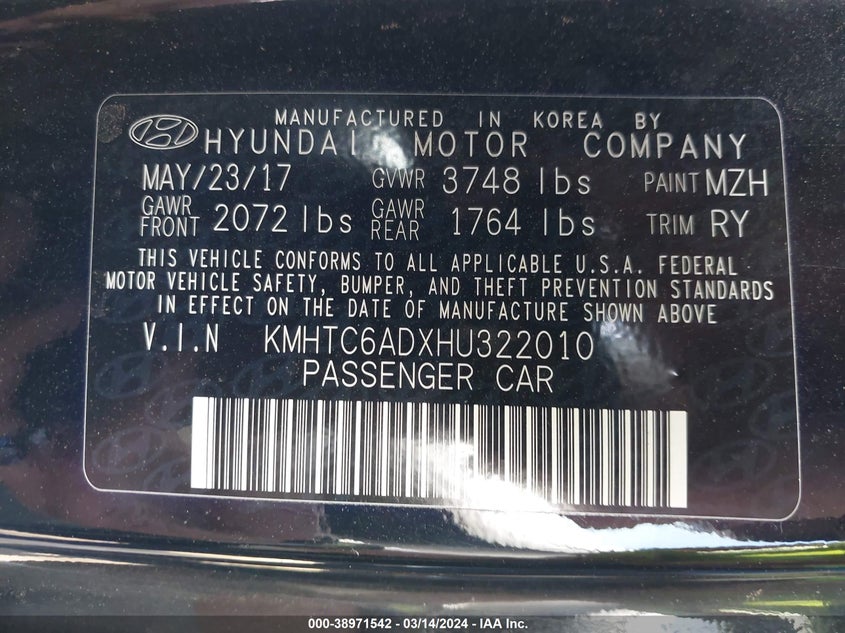 MANUFACTURED IN KOREA BY
HYUNDAI MOTOR COMPANY
MAY/23/17 GVWR 3748 lbs PAINT MZH
GAWR FRONT 2072 lbs GAWR REAR 1764 lbs TRIM RY
THIS VEHICLE CONFORMS TO ALL APPLICABLE U.S.A. FEDERAL
MOTOR VEHICLE SAFETY, BUMPER, AND THEFT PREVENTION STANDARDS
IN EFFECT ON THE DATE OF MANUFACTURE SHOWN ABOVE
V.I.N KMHTC6ADXHU322010
PASSENGER CAR
000-38971542 - 03/14/2024 - IAA Inc.